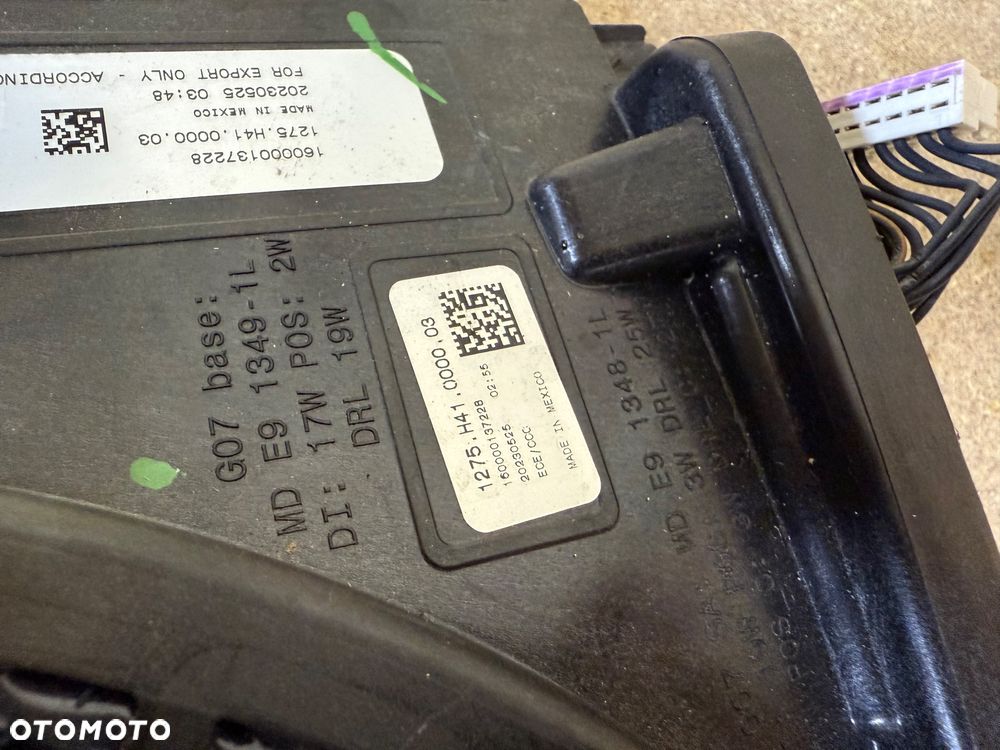 160000137228
1275.H41.0000.03
MADE IN MEXICO
20230525 03:48
FOR EXPORT ONLY - ACCORDING
G07 base:
MD E9 1349-1L
DI: 17W POS: 2W
DRL 19W
1275.H41.0000.03
160000137228 02:55
20230525
ECE/CCC
MADE IN MEXICO
MD E9 1348-1L
3W DRL 25W
OTOMOTO